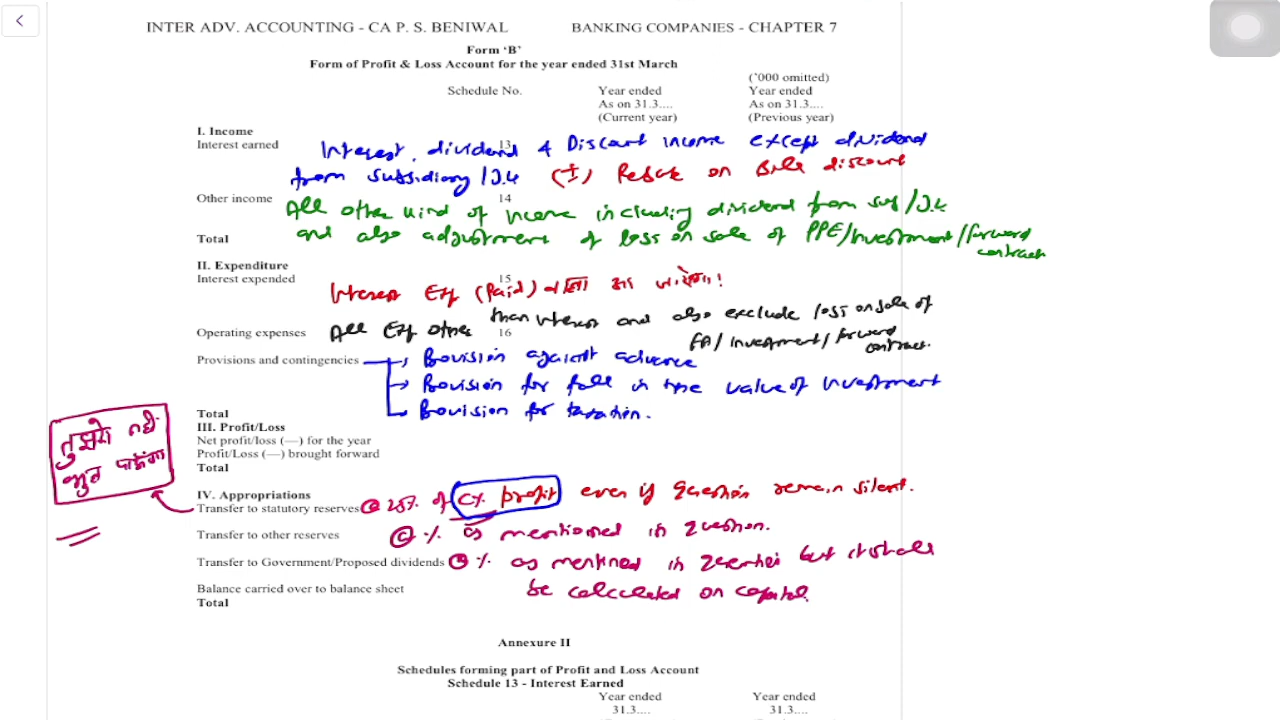 INTER ADV. ACCOUNTING - CA P. S. BENIWAL BANKING COMPANIES - CHAPTER 7
Form ‘B’
Form of Profit & Loss Account for the year ended 31st March
(’000 omitted)
Schedule No. Year ended Year ended
As on 31.3.... As on 31.3....
(Current year) (Previous year)
I. Income
Interest earned 13
Interest, dividend & Discount income except dividend
from subsidiary / J.V (±) Rebate on Bill discount
Other income 14
All other kind of income including dividend from sub / J.V
and also adjustment of loss on sale of PPE/Investment/forward
contract
Total
II. Expenditure
Interest expended 15
Interest Exp (Paid)
Operating expenses 16
All Exp other than interest and also exclude loss on sale of
FA/ investment/ forward
contract.
Provisions and contingencies
→ Provision against advance
→ Provision for fall in the value of investment
→ Provision for taxation.
Total
III. Profit/Loss
Net profit/loss (—) for the year
Profit/Loss (—) brought forward
Total
तुझसे नही
IV. Appropriations
Transfer to statutory reserves @ 25% of CY. profit even if question remain silent.
Transfer to other reserves @ % as mentioned in question.
Transfer to Government/Proposed dividends @ % as mentioned in question but it shall
be calculated on capital.
Balance carried over to balance sheet
Total
Annexure II
Schedules forming part of Profit and Loss Account
Schedule 13 - Interest Earned
Year ended Year ended
31.3.... 31.3....